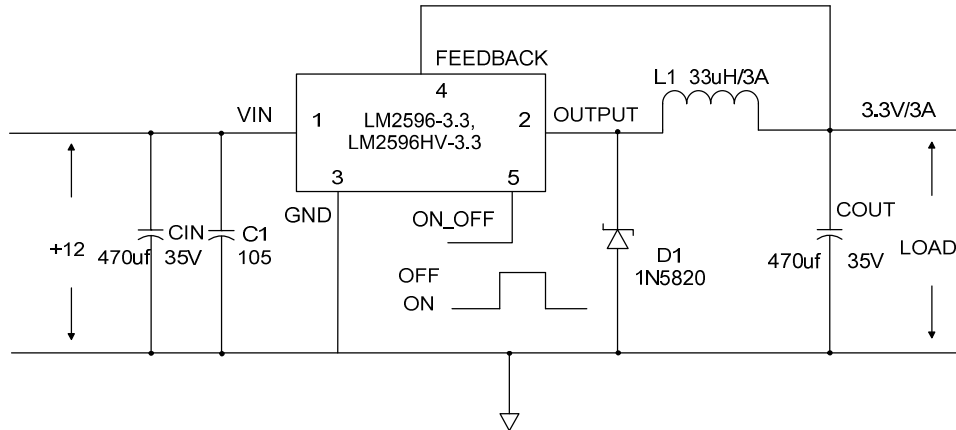 FEEDBACK
L1 33uH/3A
4
VIN
1
LM2596-3.3,
LM2596HV-3.3
2
OUTPUT
3.3V/3A
3
5
GND
ON_OFF
+12
CIN
470uf
35V
C1
105
OFF
ON
D1
1N5820
COUT
470uf
35V
LOAD